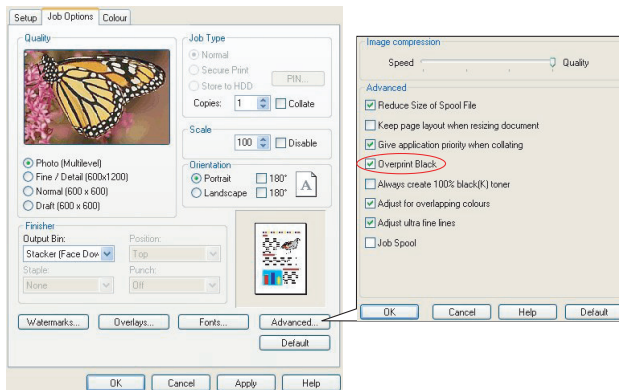 Setup Job Options Colour
Quality
Photo (Multilevel)
Fine / Detail (600x1200)
Normal (600 x 600)
Draft (600 x 600)
Job Type
Normal
Secure Print
Store to HDD
PIN...
Copies: 1 Collate
Scale
100 Disable
Orientation
Portrait 180°
Landscape 180°
A
Finisher
Output Bin: Position:
Stacker (Face Dow Top
Staple: Punch:
None Off
Watermarks... Overlays... Fonts... Advanced...
Default
OK Cancel Apply Help
Image compression
Speed Quality
Advanced
Reduce Size of Spool File
Keep page layout when resizing document
Give application priority when collating
Overprint Black
Always create 100% black(K) toner
Adjust for overlapping colours
Adjust ultra fine lines
Job Spool
OK Cancel Help Default